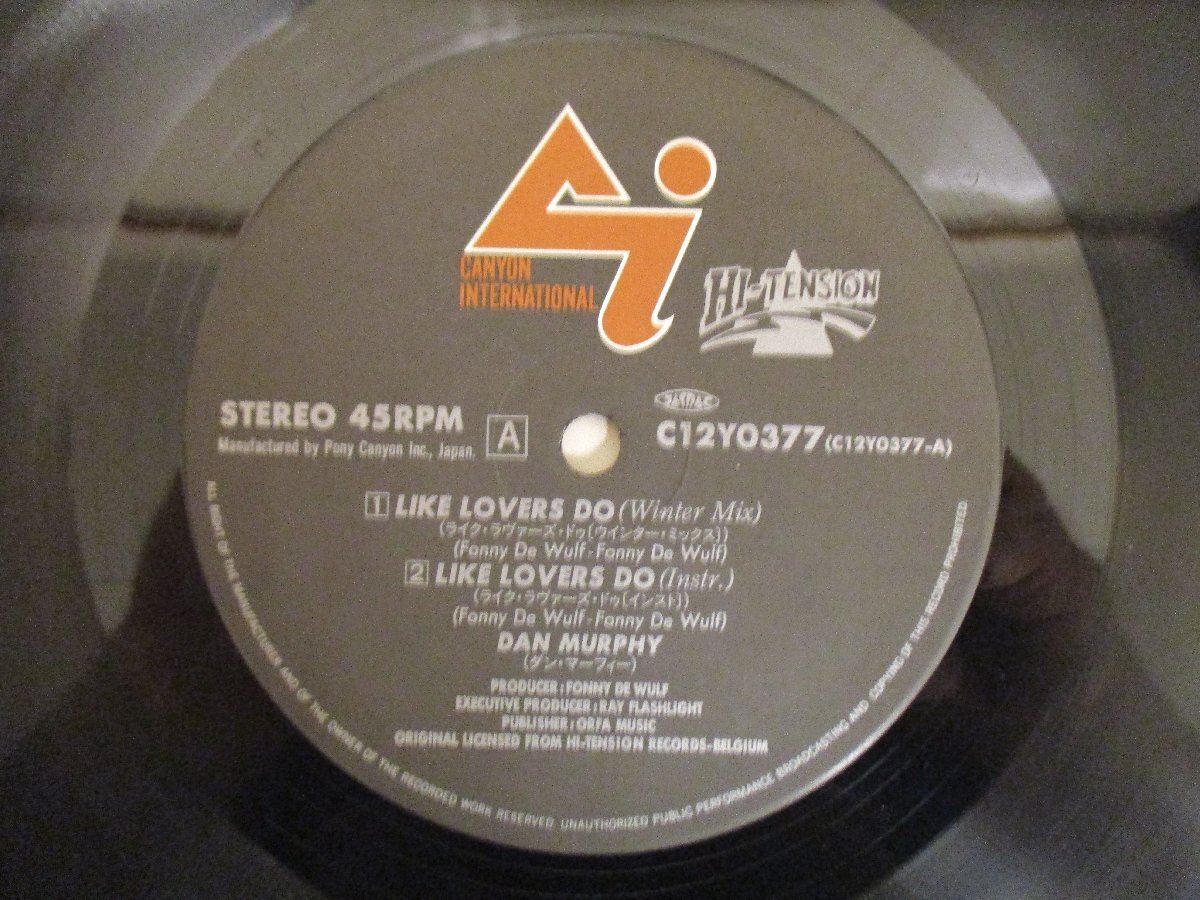 CANYON
INTERNATIONAL
HI-TENSION
STEREO 45RPM
Manufactured by Pony Canyon Inc., Japan.
A
JASRAC
C12Y0377 (C12Y0377-A)
1 LIKE LOVERS DO (Winter Mix)
(ライク・ラヴァーズ・ドゥ[ウインター・ミックス])
(Fonny De Wulf-Fonny De Wulf)
2 LIKE LOVERS DO (Instr.)
(ライク・ラヴァーズ・ドゥ[インスト])
(Fonny De Wulf-Fonny De Wulf)
DAN MURPHY
(ダン・マーフィー)
PRODUCER : FONNY DE WULF
EXECUTIVE PRODUCER : RAY FLASHLIGHT
PUBLISHER : ORFA MUSIC
ORIGINAL LICENSED FROM HI-TENSION RECORDS-BELGIUM
ALL RIGHT OF THE MANUFACTURER AND OF THE OWNER OF THE RECORDED WORK RESERVED. UNAUTHORIZED PUBLIC PERFORMANCE BROADCASTING AND COPYING OF THIS RECORD PROHIBITED